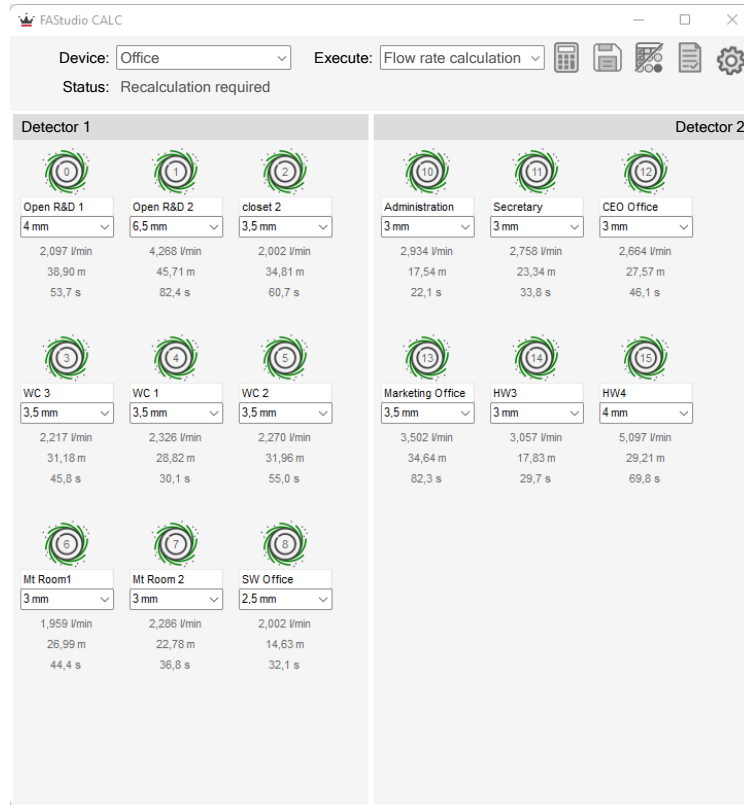 FAStudio CALC
Device: Office Execute: Flow rate calculation
Status: Recalculation required
Detector 1 Detector 2
0 1 2 10 11 12
Open R&D 1 Open R&D 2 closet 2 Administration Secretary CEO Office
4 mm 6,5 mm 3,5 mm 3 mm 3 mm 3 mm
2,097 l/min 4,268 l/min 2,002 l/min 2,934 l/min 2,758 l/min 2,664 l/min
38,90 m 45,71 m 34,81 m 17,54 m 23,34 m 27,57 m
53,7 s 82,4 s 60,7 s 22,1 s 33,8 s 46,1 s
3 4 5 13 14 15
WC 3 WC 1 WC 2 Marketing Office HW3 HW4
3,5 mm 3,5 mm 3,5 mm 3,5 mm 3 mm 4 mm
2,217 l/min 2,326 l/min 2,270 l/min 3,502 l/min 3,057 l/min 5,097 l/min
31,18 m 28,82 m 31,96 m 34,64 m 17,83 m 29,21 m
45,8 s 30,1 s 55,0 s 82,3 s 29,7 s 69,8 s
6 7 8
Mt Room1 Mt Room 2 SW Office
3 mm 3 mm 2,5 mm
1,959 l/min 2,286 l/min 2,002 l/min
26,99 m 22,78 m 14,63 m
44,4 s 36,8 s 32,1 s